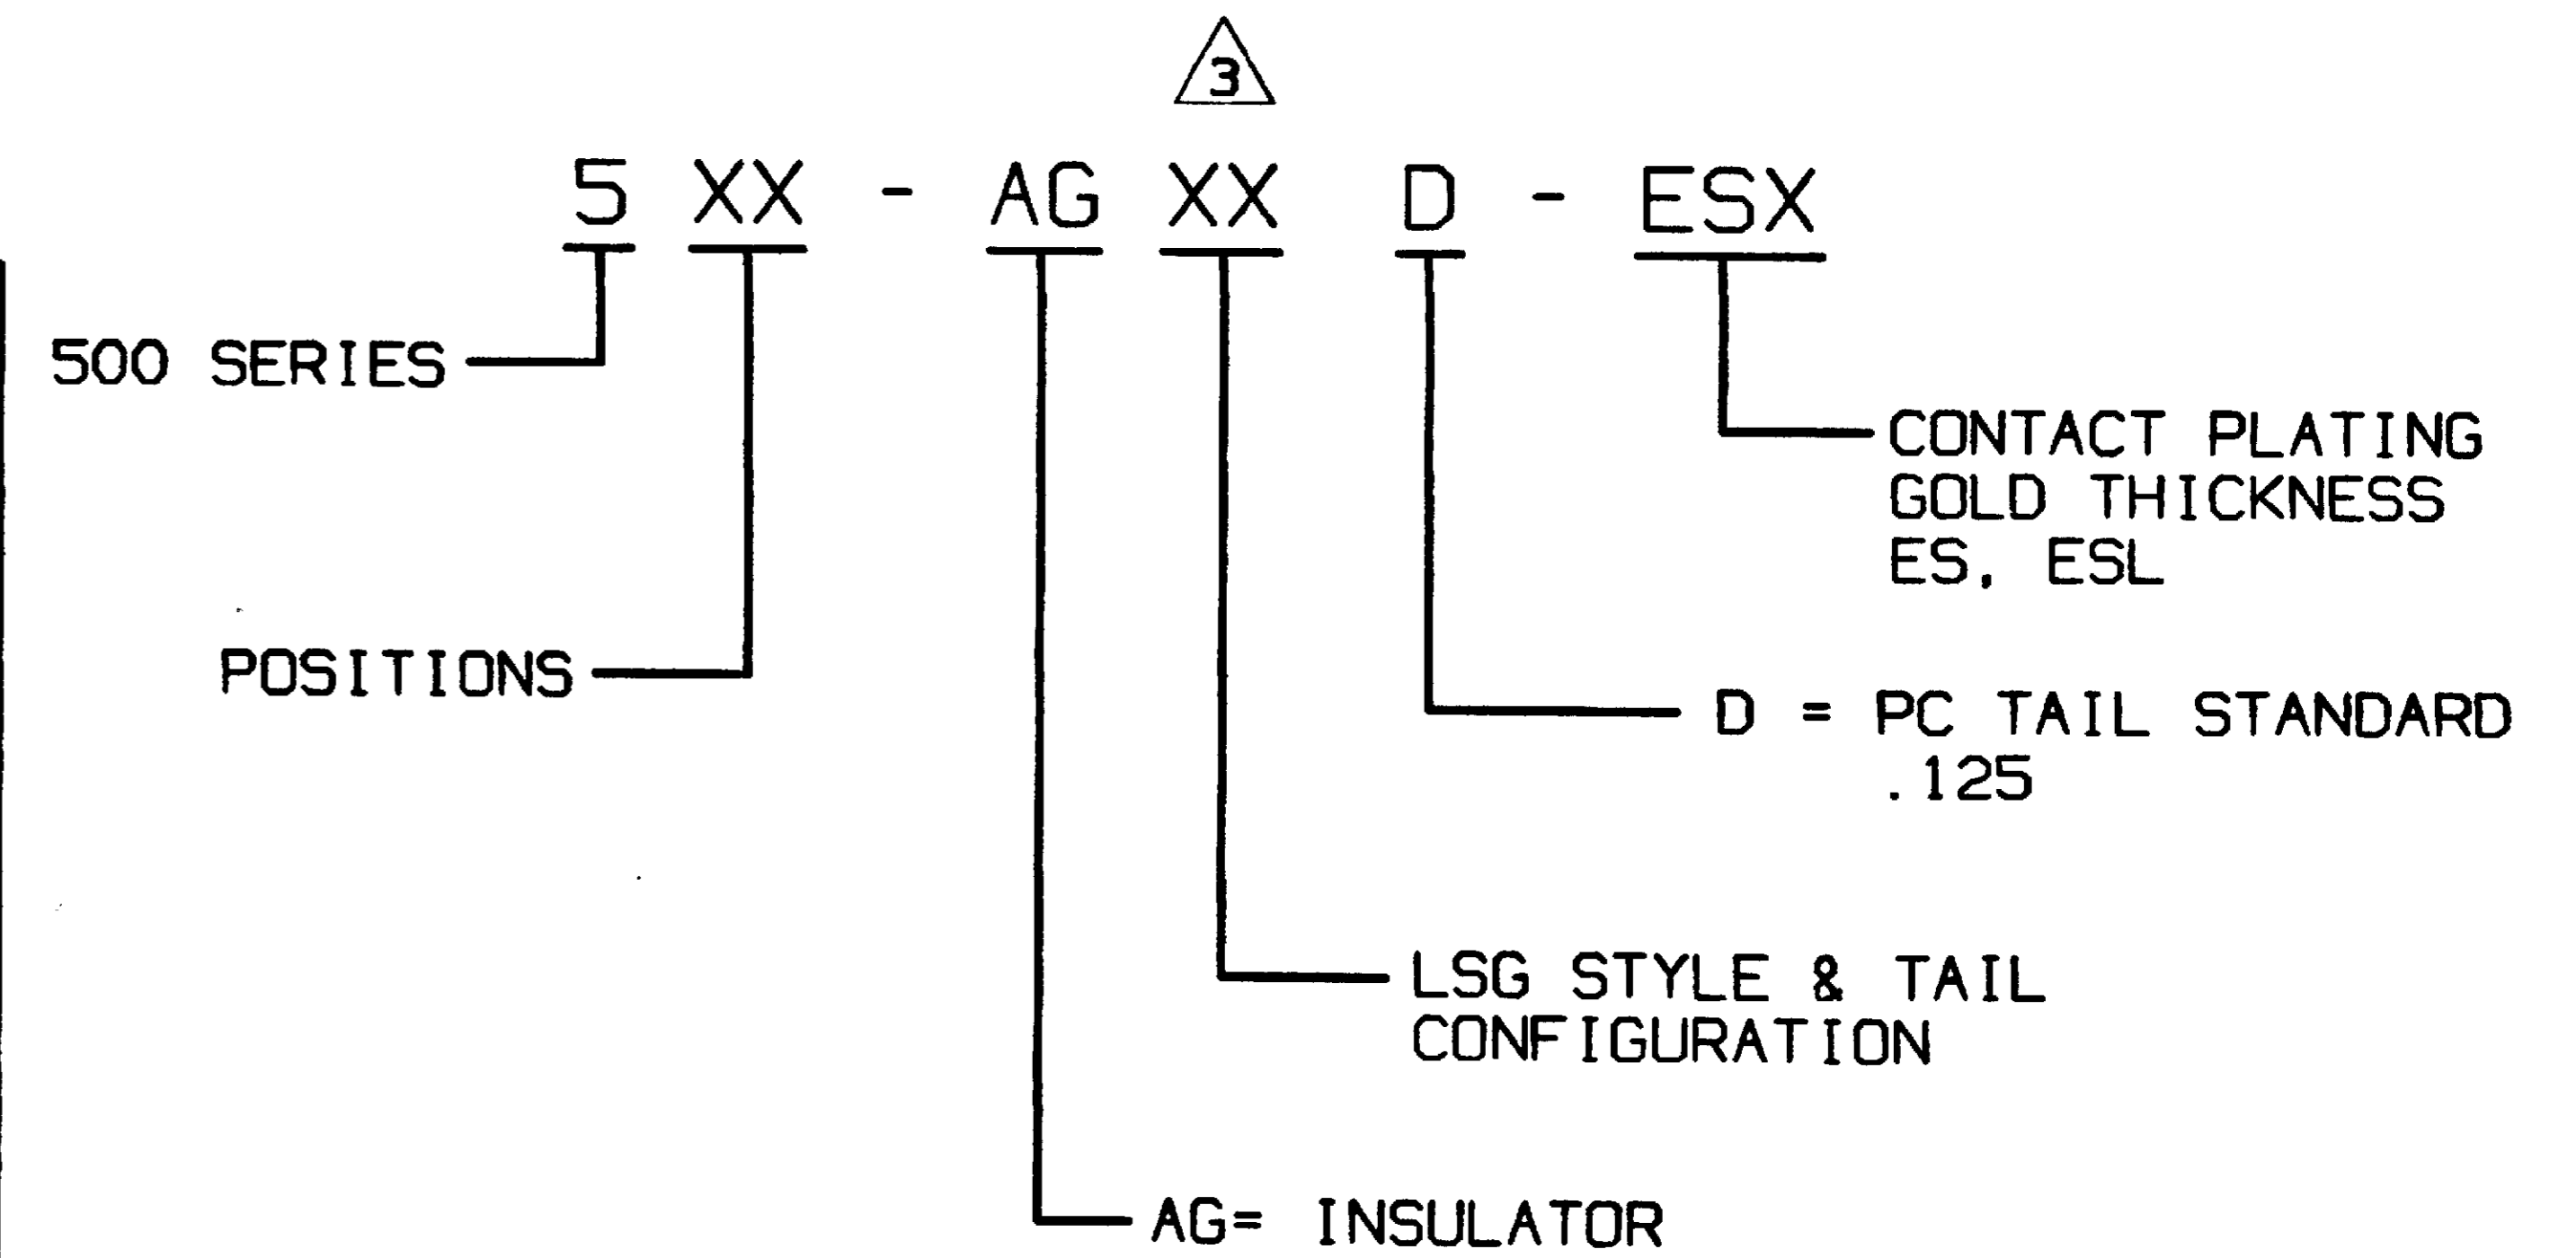 3
5 XX - AG XX D - ESX
500 SERIES
CONTACT PLATING
GOLD THICKNESS
ES, ESL
POSITIONS
D = PC TAIL STANDARD
.125
LSG STYLE & TAIL
CONFIGURATION
AG= INSULATOR